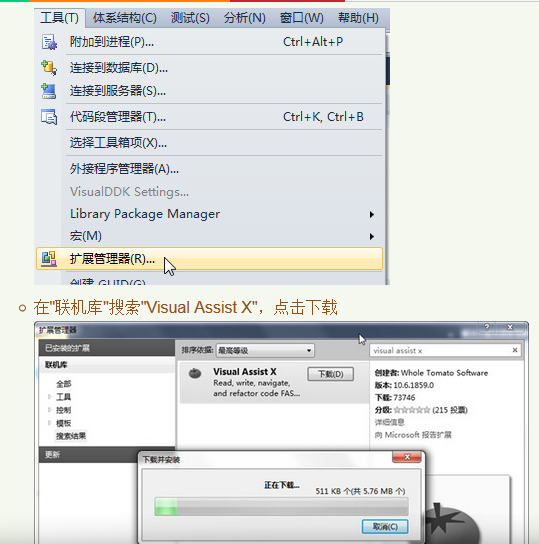 工具(T) 体系结构(C) 测试(S) 分析(N) 窗口(W) 帮助(H)
附加到进程(P)... Ctrl+Alt+P
连接到数据库(D)...
连接到服务器(S)...
代码段管理器(T)... Ctrl+K, Ctrl+B
选择工具箱项(X)...
外接程序管理器(A)...
VisualDDK Settings...
Library Package Manager
宏(M)
扩展管理器(R)...
创建 GUID(G)
在"联机库"搜索"Visual Assist X"，点击下载
扩展管理器
已安装的扩展
排序依据: 最高等级
visual assist x
联机库
全部
工具
控制
模板
搜索结果
更新
Visual Assist X
下载(D)
Read, write, navigate,
and refactor code FAS...
创建者: Whole Tomato Software
版本: 10.6.1859.0
下载: 73746
分级: ☆☆☆☆☆ (215 投票)
详细信息
向 Microsoft 报告扩展
下载并安装
正在下载...
511 KB 个(共 5.76 MB 个)
取消(C)